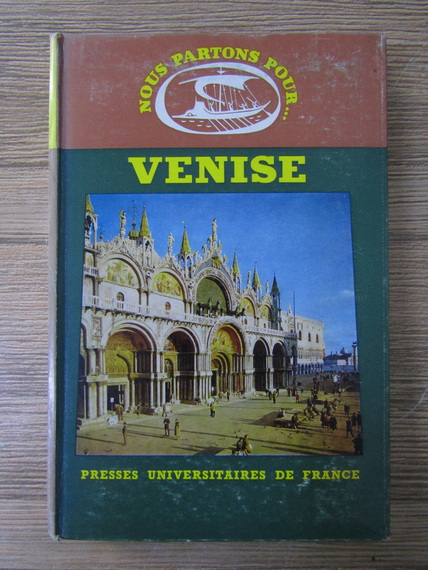 NOUS PARTONS POUR...
VENISE
PRESSES UNIVERSITAIRES DE FRANCE